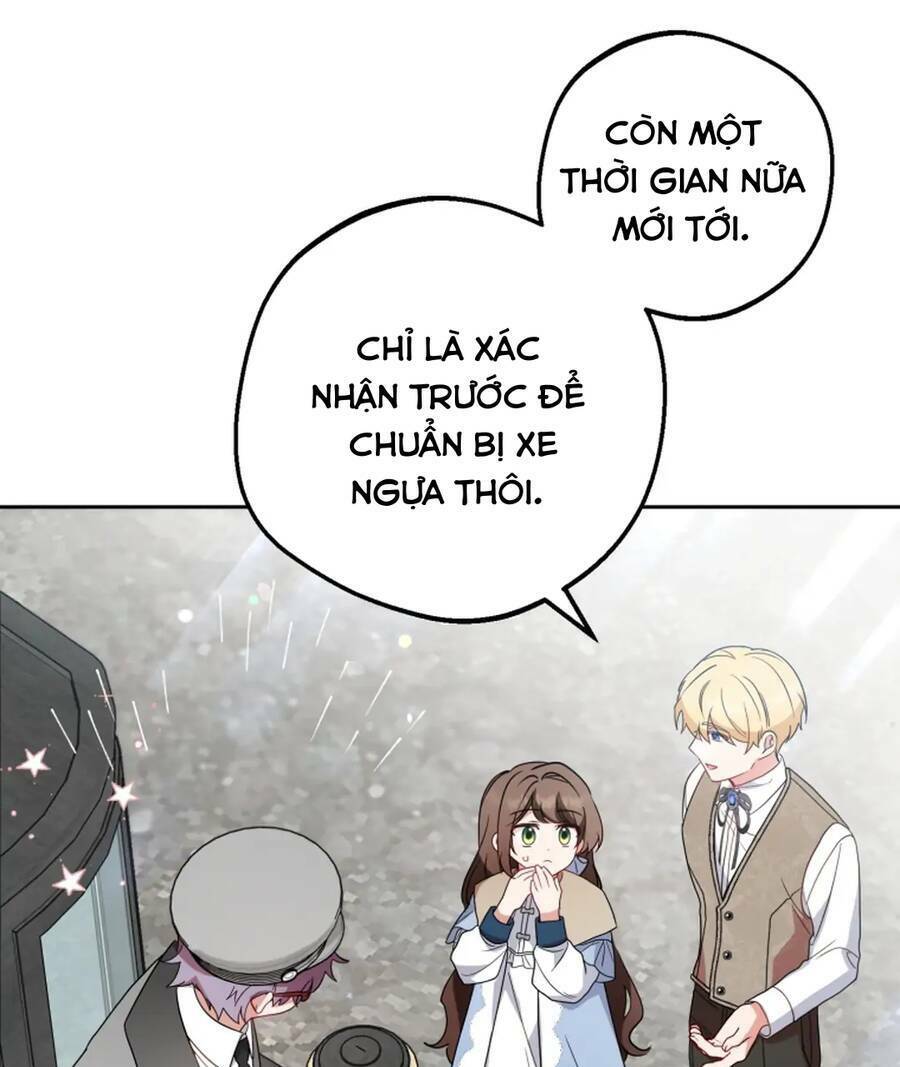 CÒN MỘT
THỜI GIAN NỮA
MỚI TỚI.
CHỈ LÀ XÁC
NHẬN TRƯỚC ĐỂ
CHUẨN BỊ XE
NGỰA THÔI.